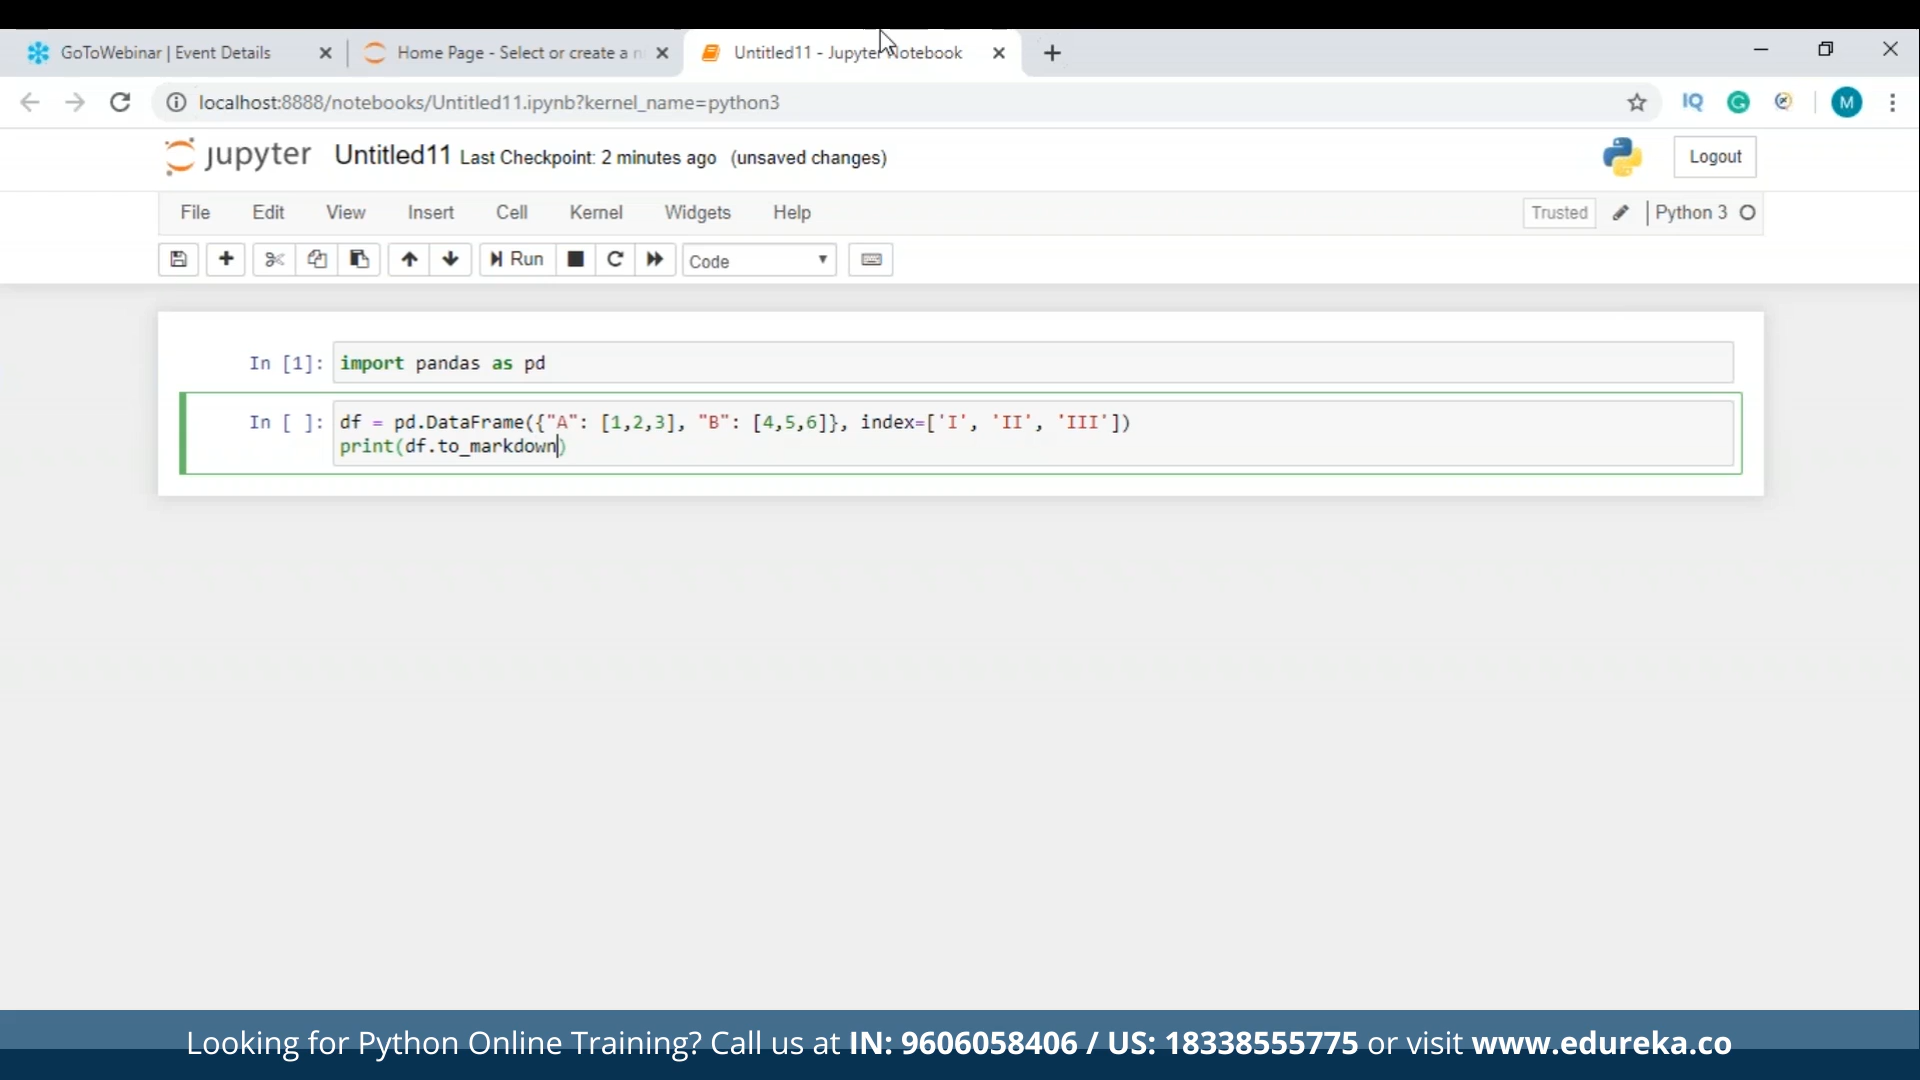 GoToWebinar | Event Details
Home Page - Select or create a n
Untitled11 - Jupyter Notebook
localhost:8888/notebooks/Untitled11.ipynb?kernel_name=python3
IQ
G
M
jupyter Untitled11 Last Checkpoint: 2 minutes ago (unsaved changes)
Logout
File Edit View Insert Cell Kernel Widgets Help
Trusted
Python 3
Run
Code
In [1]: import pandas as pd
In [ ]: df = pd.DataFrame({"A": [1,2,3], "B": [4,5,6]}, index=['I', 'II', 'III'])
print(df.to_markdown)
Looking for Python Online Training? Call us at IN: 9606058406 / US: 18338555775 or visit www.edureka.co